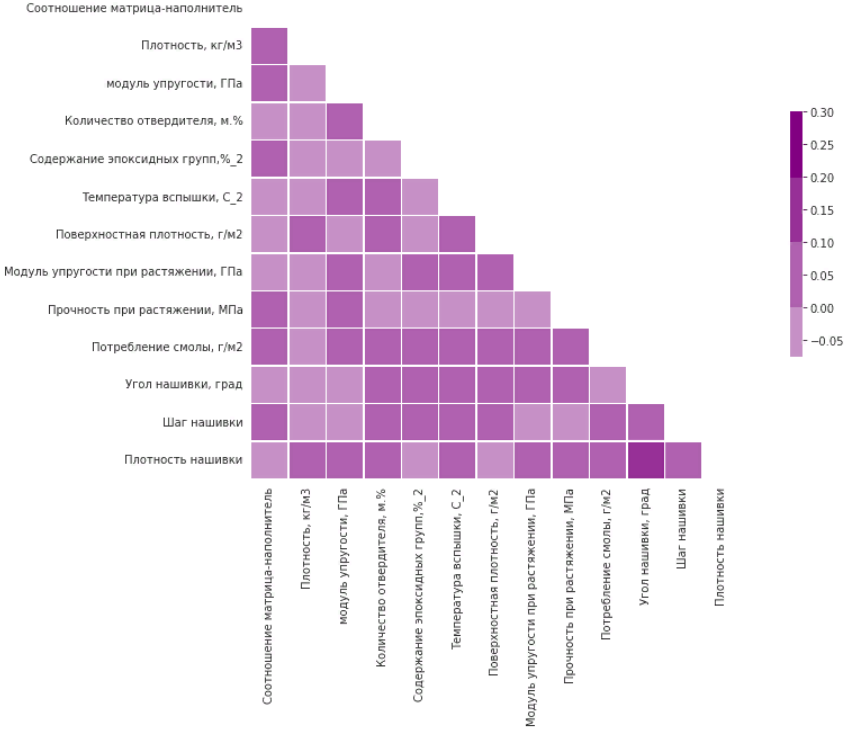 Соотношение матрица-наполнитель
Плотность, кг/м3
модуль упругости, ГПа
Количество отвердителя, м.%
Содержание эпоксидных групп,%_2
Температура вспышки, С_2
Поверхностная плотность, г/м2
Модуль упругости при растяжении, ГПа
Прочность при растяжении, МПа
Потребление смолы, г/м2
Угол нашивки, град
Шаг нашивки
Плотность нашивки
0.30
0.20
0.15
0.10
0.05
0.00
−0.05
Соотношение матрица-наполнитель
Плотность, кг/м3
модуль упругости, ГПа
Количество отвердителя, м.%
Содержание эпоксидных групп,%_2
Температура вспышки, С_2
Поверхностная плотность, г/м2
Модуль упругости при растяжении, ГПа
Прочность при растяжении, МПа
Потребление смолы, г/м2
Угол нашивки, град
Шаг нашивки
Плотность нашивки